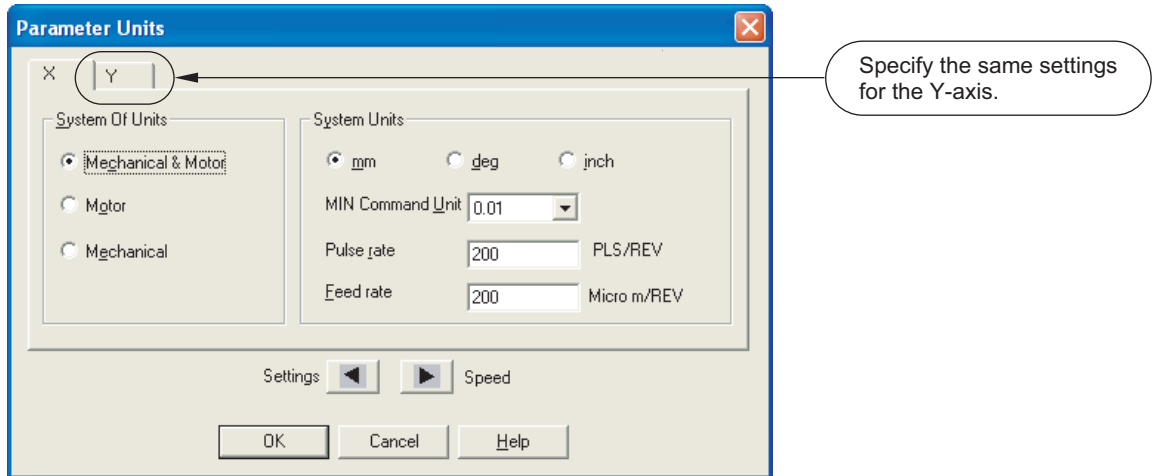 Parameter Units
X
Y
Specify the same settings
for the Y-axis.
System Of Units
Mechanical & Motor
Motor
Mechanical
System Units
mm deg inch
MIN Command Unit 0.01
Pulse rate 200 PLS/REV
Feed rate 200 Micro m/REV
Settings Speed
OK Cancel Help